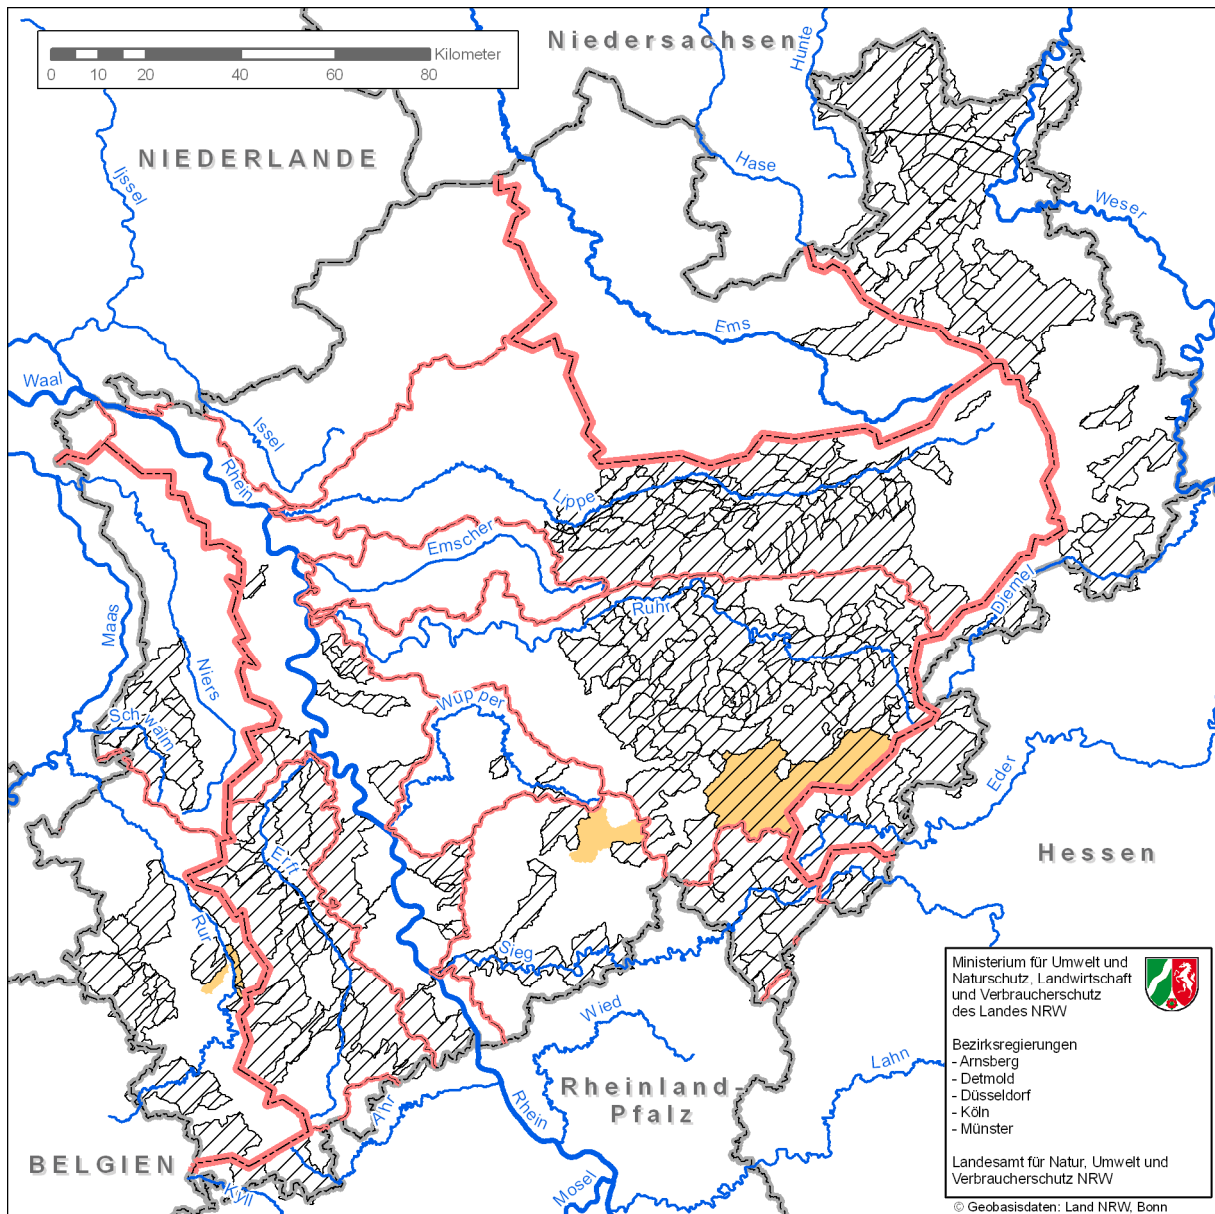 Niedersachsen
Hunte
Kilometer
0 10 20 40 60 80
NIEDERLANDE
Ijssel
Hase
Weser
Ems
Waal
Issel
Rhein
Lippe
Emscher
Ruhr
Diemel
Maas
Niers
Schwalm
Wupper
Eder
Hessen
Erft
Rur
Sieg
Wied
Lahn
Rheinland-
Pfalz
Ahr
Rhein
BELGIEN
Kyll
Mosel
Ministerium für Umwelt und
Naturschutz, Landwirtschaft
und Verbraucherschutz
des Landes NRW
Bezirksregierungen
- Arnsberg
- Detmold
- Düsseldorf
- Köln
- Münster
Landesamt für Natur, Umwelt und
Verbraucherschutz NRW
© Geobasisdaten: Land NRW, Bonn